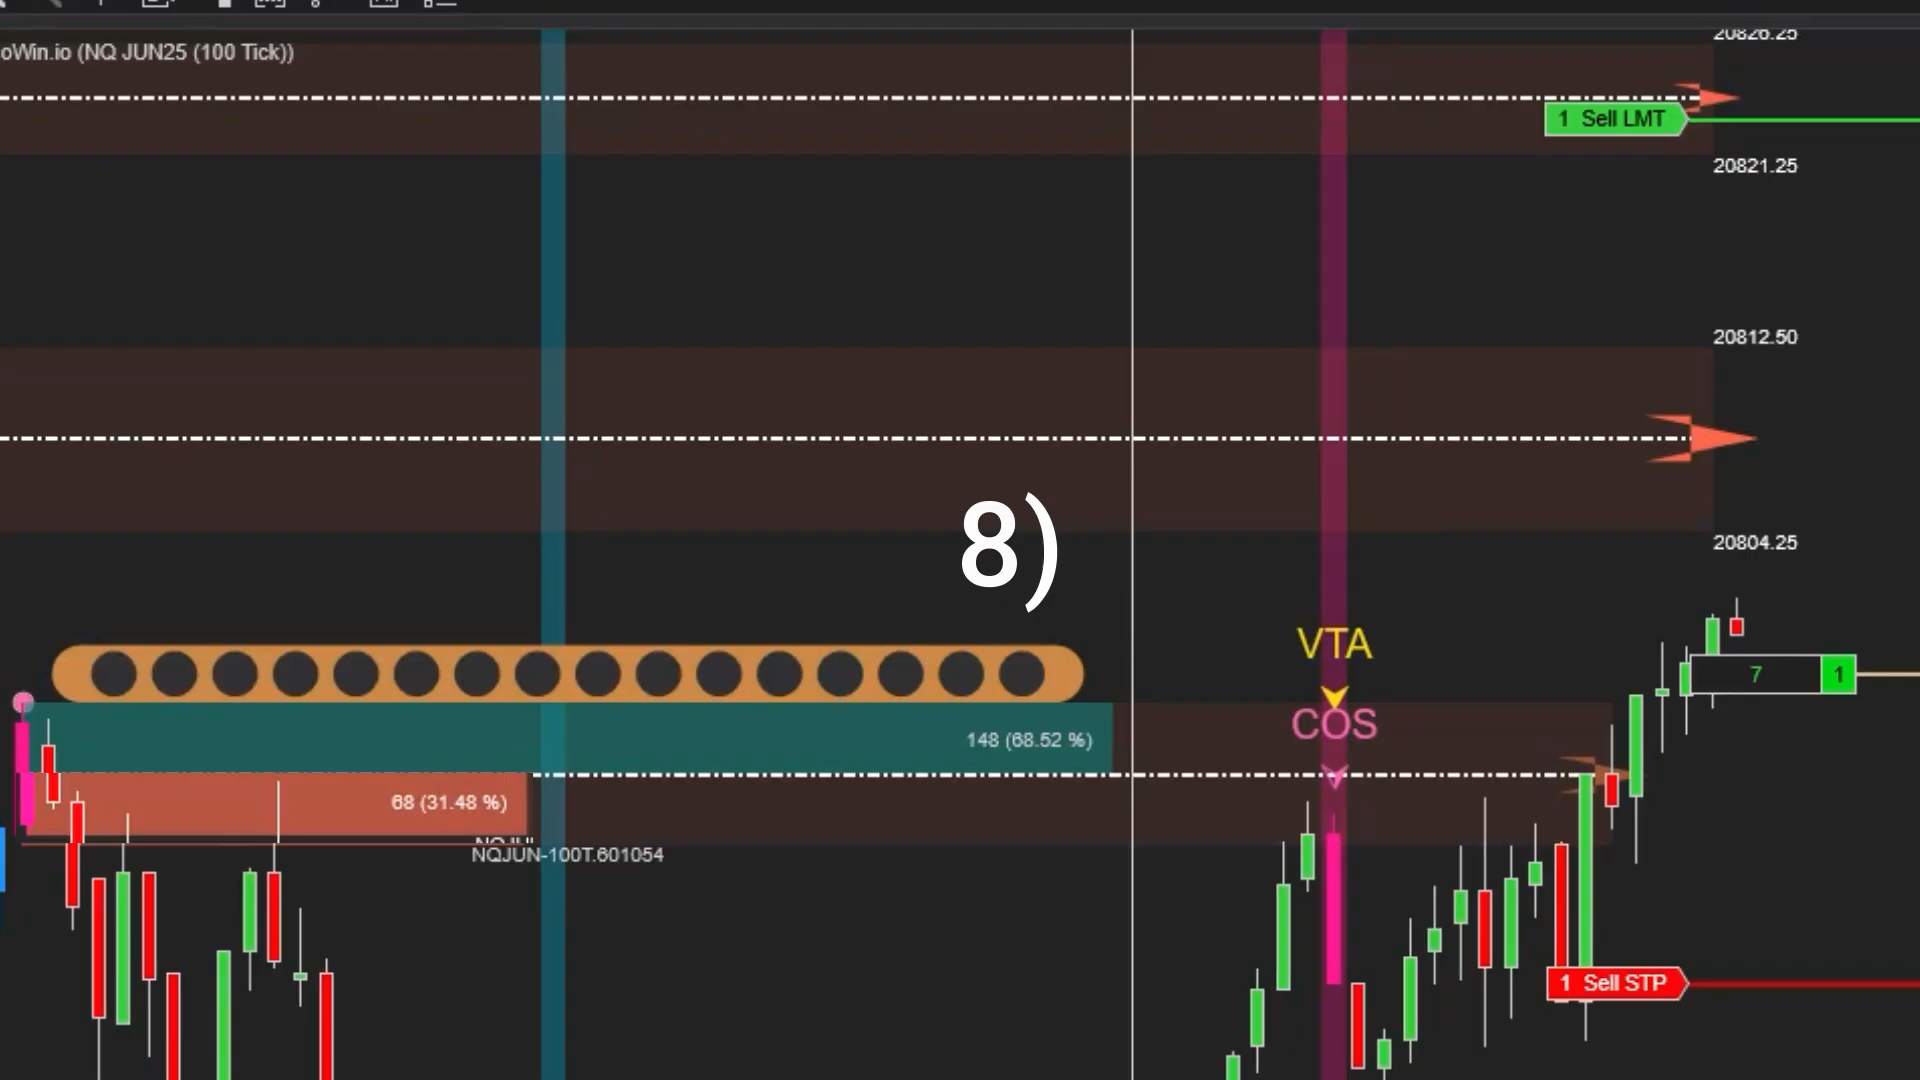 oWin.io (NQ JUN25 (100 Tick))
20826.25
1 Sell LMT
20821.25
20812.50
8)
20804.25
VTA
7 1
COS
148 (68.52 %)
68 (31.48 %)
NQJUN-100T.601054
1 Sell STP